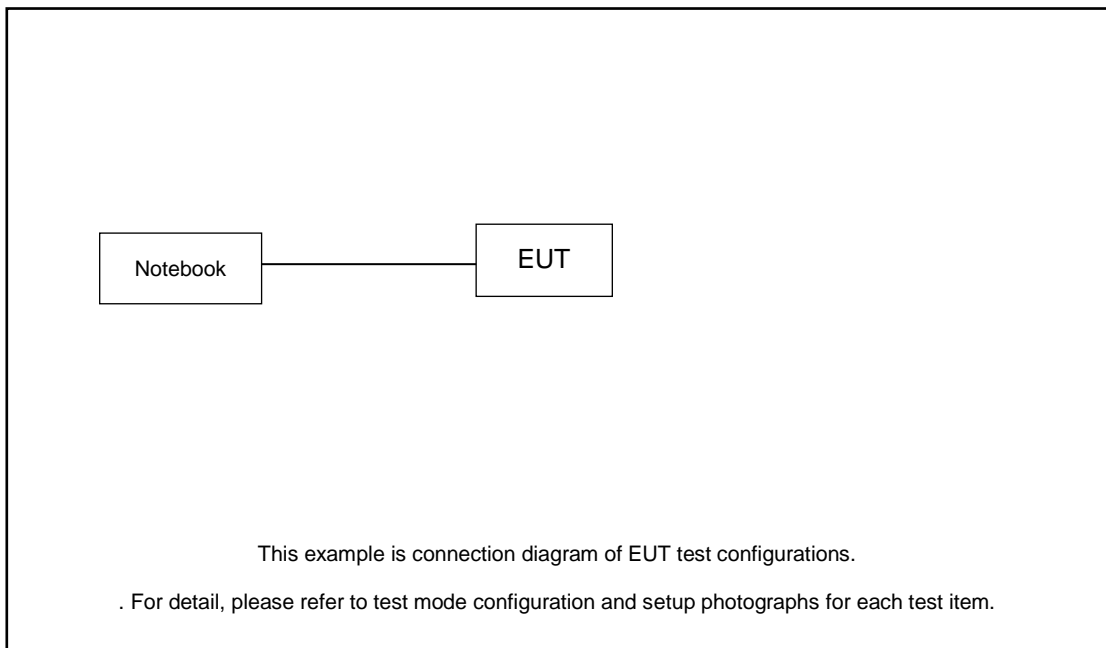 Notebook
EUT
This example is connection diagram of EUT test configurations.
. For detail, please refer to test mode configuration and setup photographs for each test item.